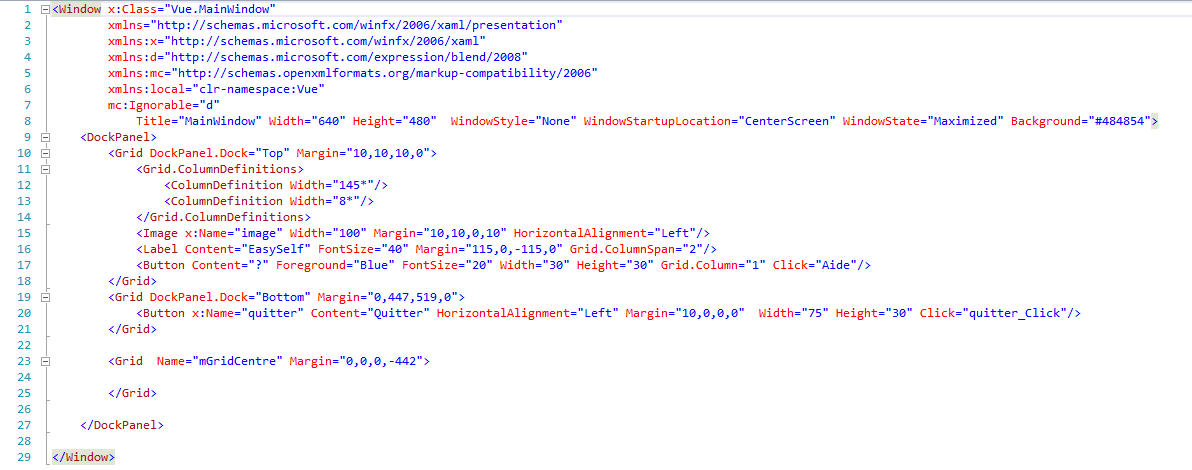 1 <Window x:Class="Vue.MainWindow"
2 xmlns="http://schemas.microsoft.com/winfx/2006/xaml/presentation"
3 xmlns:x="http://schemas.microsoft.com/winfx/2006/xaml"
4 xmlns:d="http://schemas.microsoft.com/expression/blend/2008"
5 xmlns:mc="http://schemas.openxmlformats.org/markup-compatibility/2006"
6 xmlns:local="clr-namespace:Vue"
7 mc:Ignorable="d"
8 Title="MainWindow" Width="640" Height="480"  WindowStyle="None" WindowStartupLocation="CenterScreen" WindowState="Maximized" Background="#484854">
9 <DockPanel>
10 <Grid DockPanel.Dock="Top" Margin="10,10,10,0">
11 <Grid.ColumnDefinitions>
12 <ColumnDefinition Width="145*"/>
13 <ColumnDefinition Width="8*"/>
14 </Grid.ColumnDefinitions>
15 <Image x:Name="image" Width="100" Margin="10,10,0,10" HorizontalAlignment="Left"/>
16 <Label Content="EasySelf" FontSize="40" Margin="115,0,-115,0" Grid.ColumnSpan="2"/>
17 <Button Content="?" Foreground="Blue" FontSize="20" Width="30" Height="30" Grid.Column="1" Click="Aide"/>
18 </Grid>
19 <Grid DockPanel.Dock="Bottom" Margin="0,447,519,0">
20 <Button x:Name="quitter" Content="Quitter" HorizontalAlignment="Left" Margin="10,0,0,0"  Width="75" Height="30" Click="quitter_Click"/>
21 </Grid>
22
23 <Grid  Name="mGridCentre" Margin="0,0,0,-442">
24
25 </Grid>
26
27 </DockPanel>
28
29 </Window>